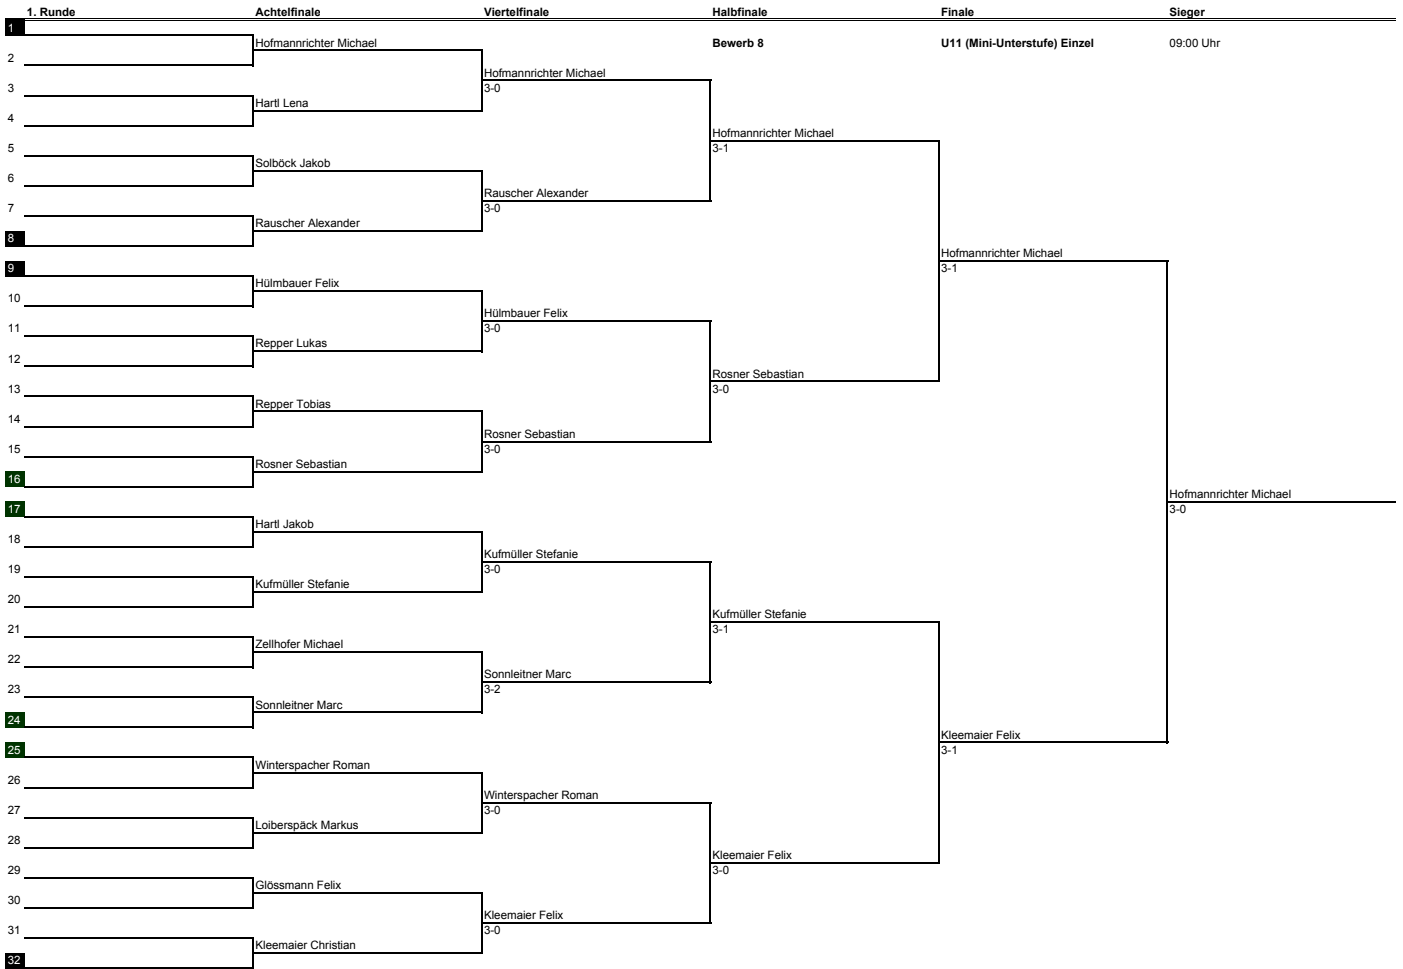 1. Runde Achtelfinale Viertelfinale Halbfinale Finale Sieger
1
Hofmannrichter Michael Bewerb 8 U11 (Mini-Unterstufe) Einzel 09:00 Uhr
2
Hofmannrichter Michael
3 3-0
Hartl Lena
4
Hofmannrichter Michael
5 3-1
Solböck Jakob
6
Rauscher Alexander
7 3-0
Rauscher Alexander
8
Hofmannrichter Michael
9 3-1
Hülmbauer Felix
10
Hülmbauer Felix
11 3-0
Repper Lukas
12
Rosner Sebastian
13 3-0
Repper Tobias
14
Rosner Sebastian
15 3-0
Rosner Sebastian
16
Hofmannrichter Michael
17 3-0
Hartl Jakob
18
Kufmüller Stefanie
19 3-0
Kufmüller Stefanie
20
Kufmüller Stefanie
21 3-1
Zellhofer Michael
22
Sonnleitner Marc
23 3-2
Sonnleitner Marc
24
Kleemaier Felix
25 3-1
Winterspacher Roman
26
Winterspacher Roman
27 3-0
Loiberspäck Markus
28
Kleemaier Felix
29 3-0
Glössmann Felix
30
Kleemaier Felix
31 3-0
Kleemaier Christian
32